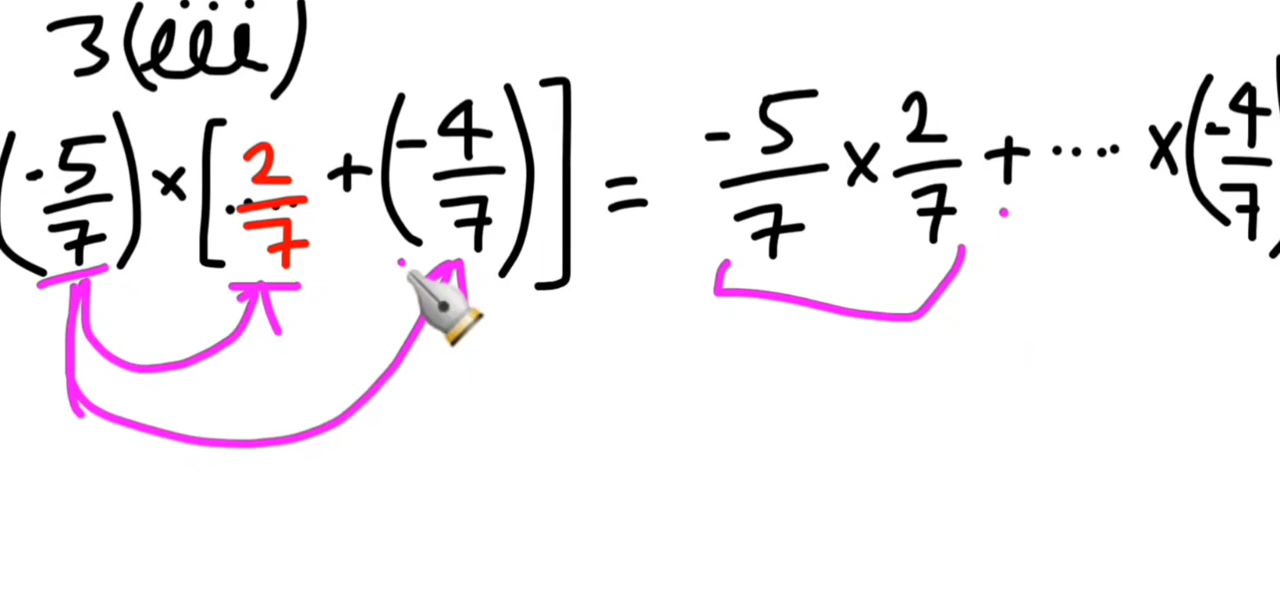 3(iii)
(-5/7) × [2/7 + (-4/7)] = -5/7 × 2/7 + ..... × (-4/7)